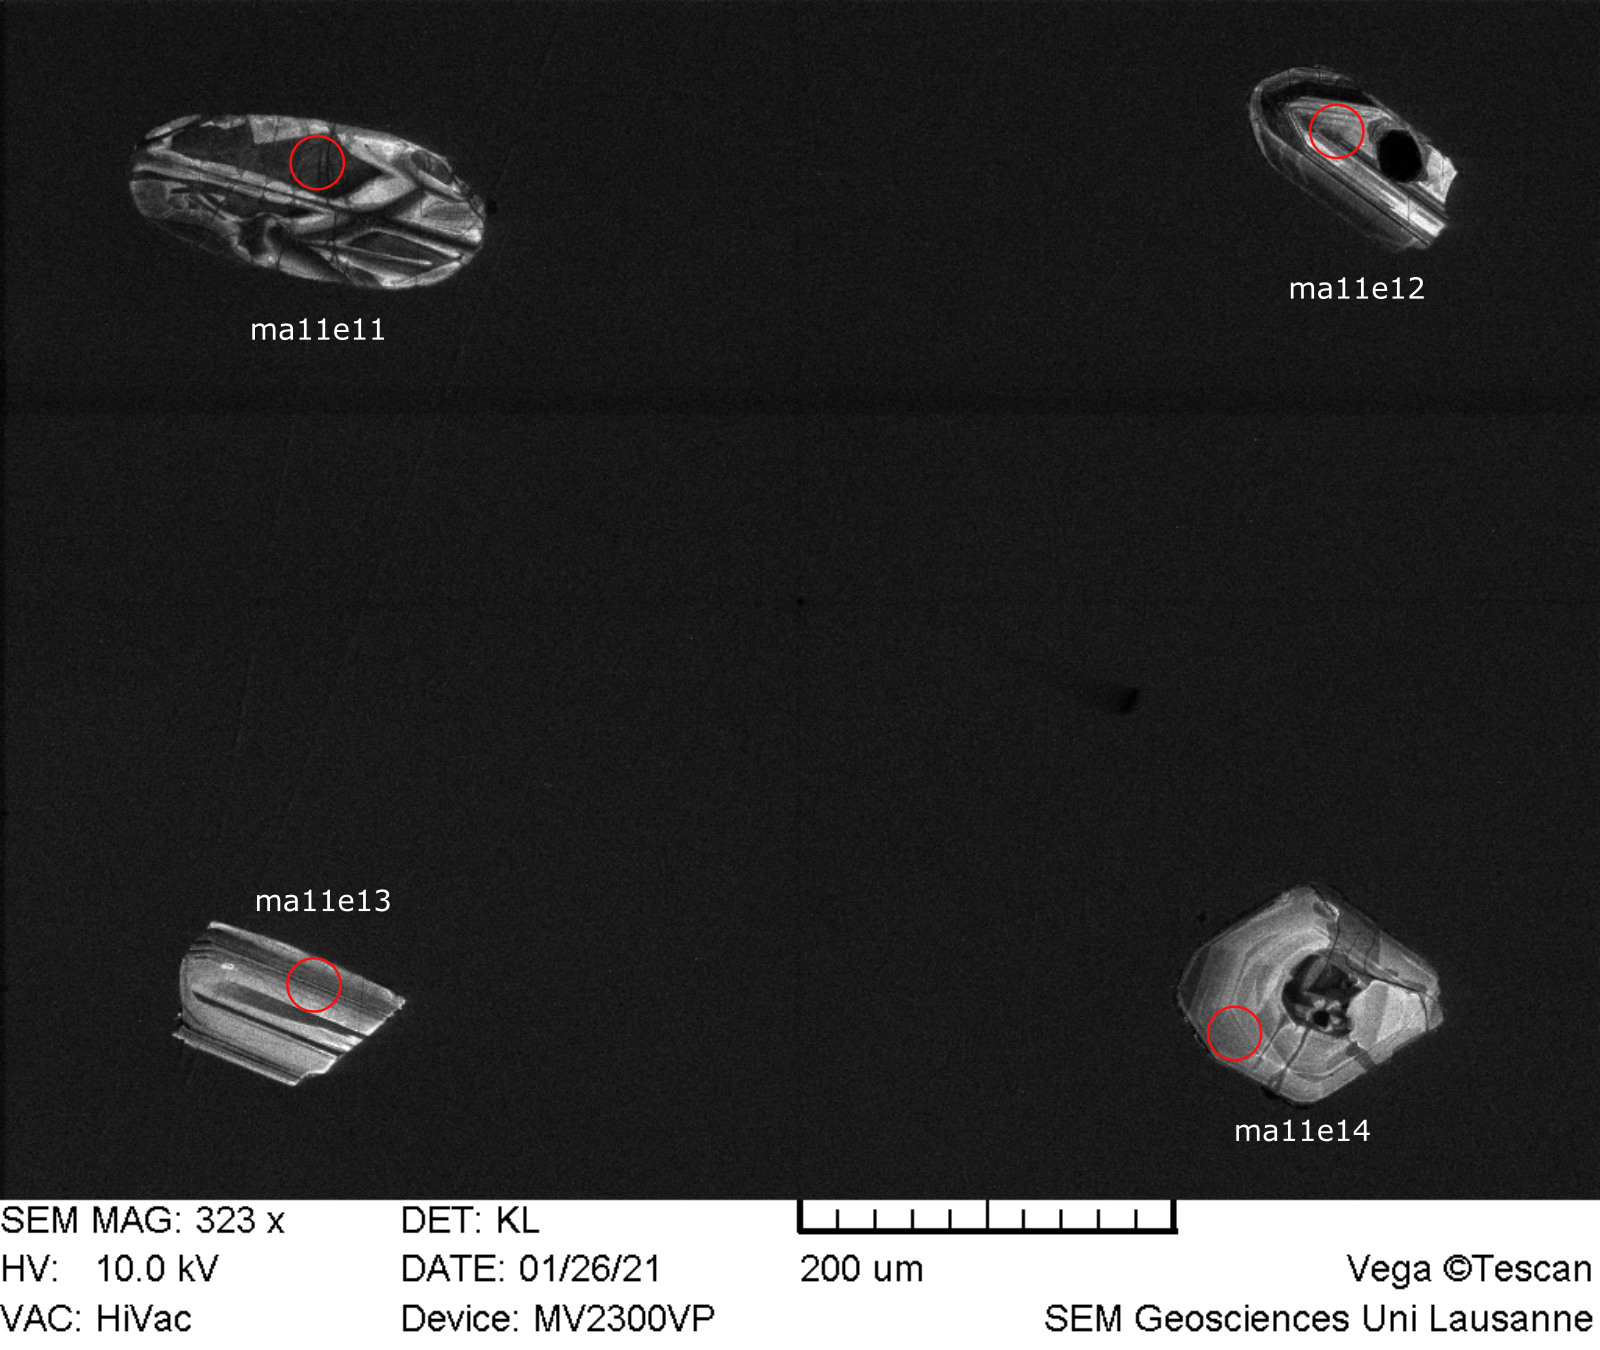 ma11e11
ma11e12
ma11e13
ma11e14
SEM MAG: 323 x
DET: KL
HV: 10.0 kV
DATE: 01/26/21
200 um
Vega ©Tescan
VAC: HiVac
Device: MV2300VP
SEM Geosciences Uni Lausanne